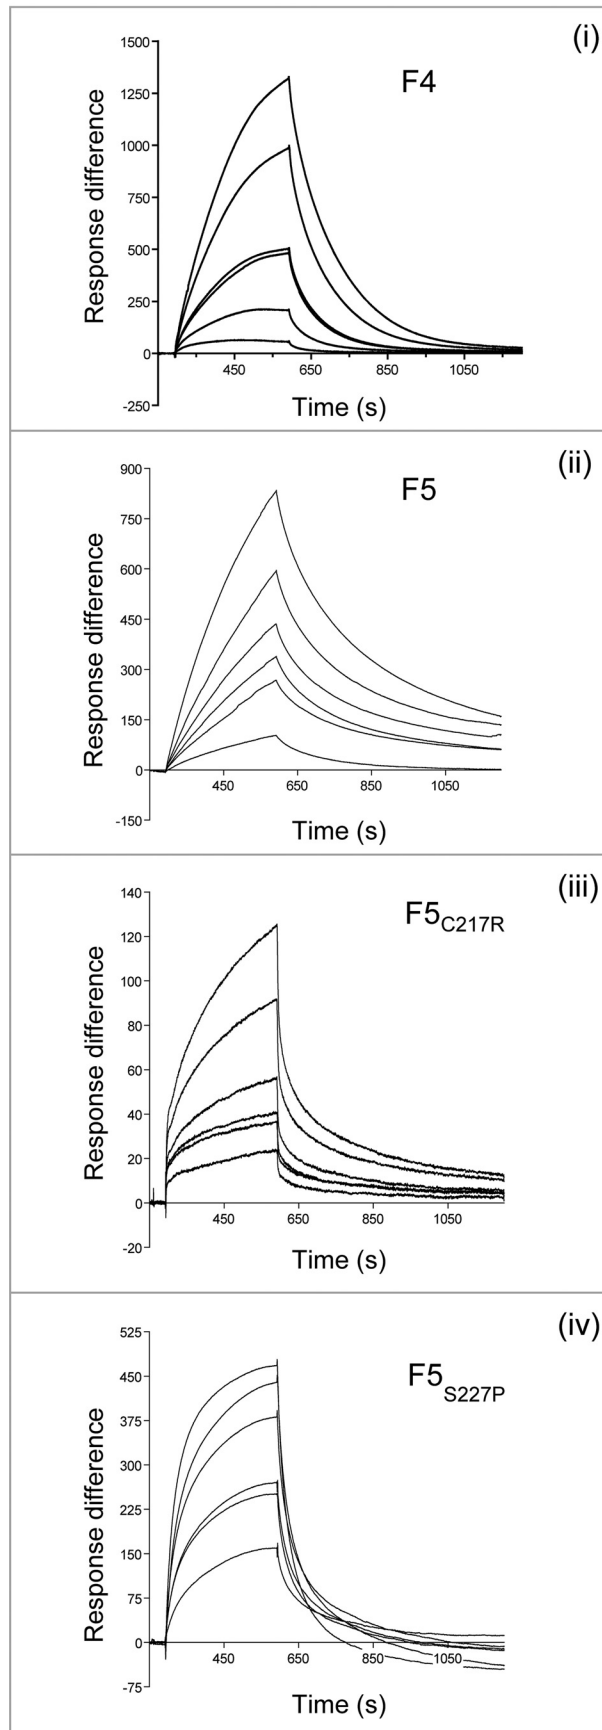 (i)
F4
1500
1250
1000
750
500
250
0
-250
450 650 850 1050
Response difference
Time (s)
(ii)
F5
900
750
600
450
300
150
0
-150
450 650 850 1050
Response difference
Time (s)
(iii)
F5C217R
140
120
100
80
60
40
20
0
-20
450 650 850 1050
Response difference
Time (s)
(iv)
F5S227P
525
450
375
300
225
150
75
0
-75
450 650 850 1050
Response difference
Time (s)